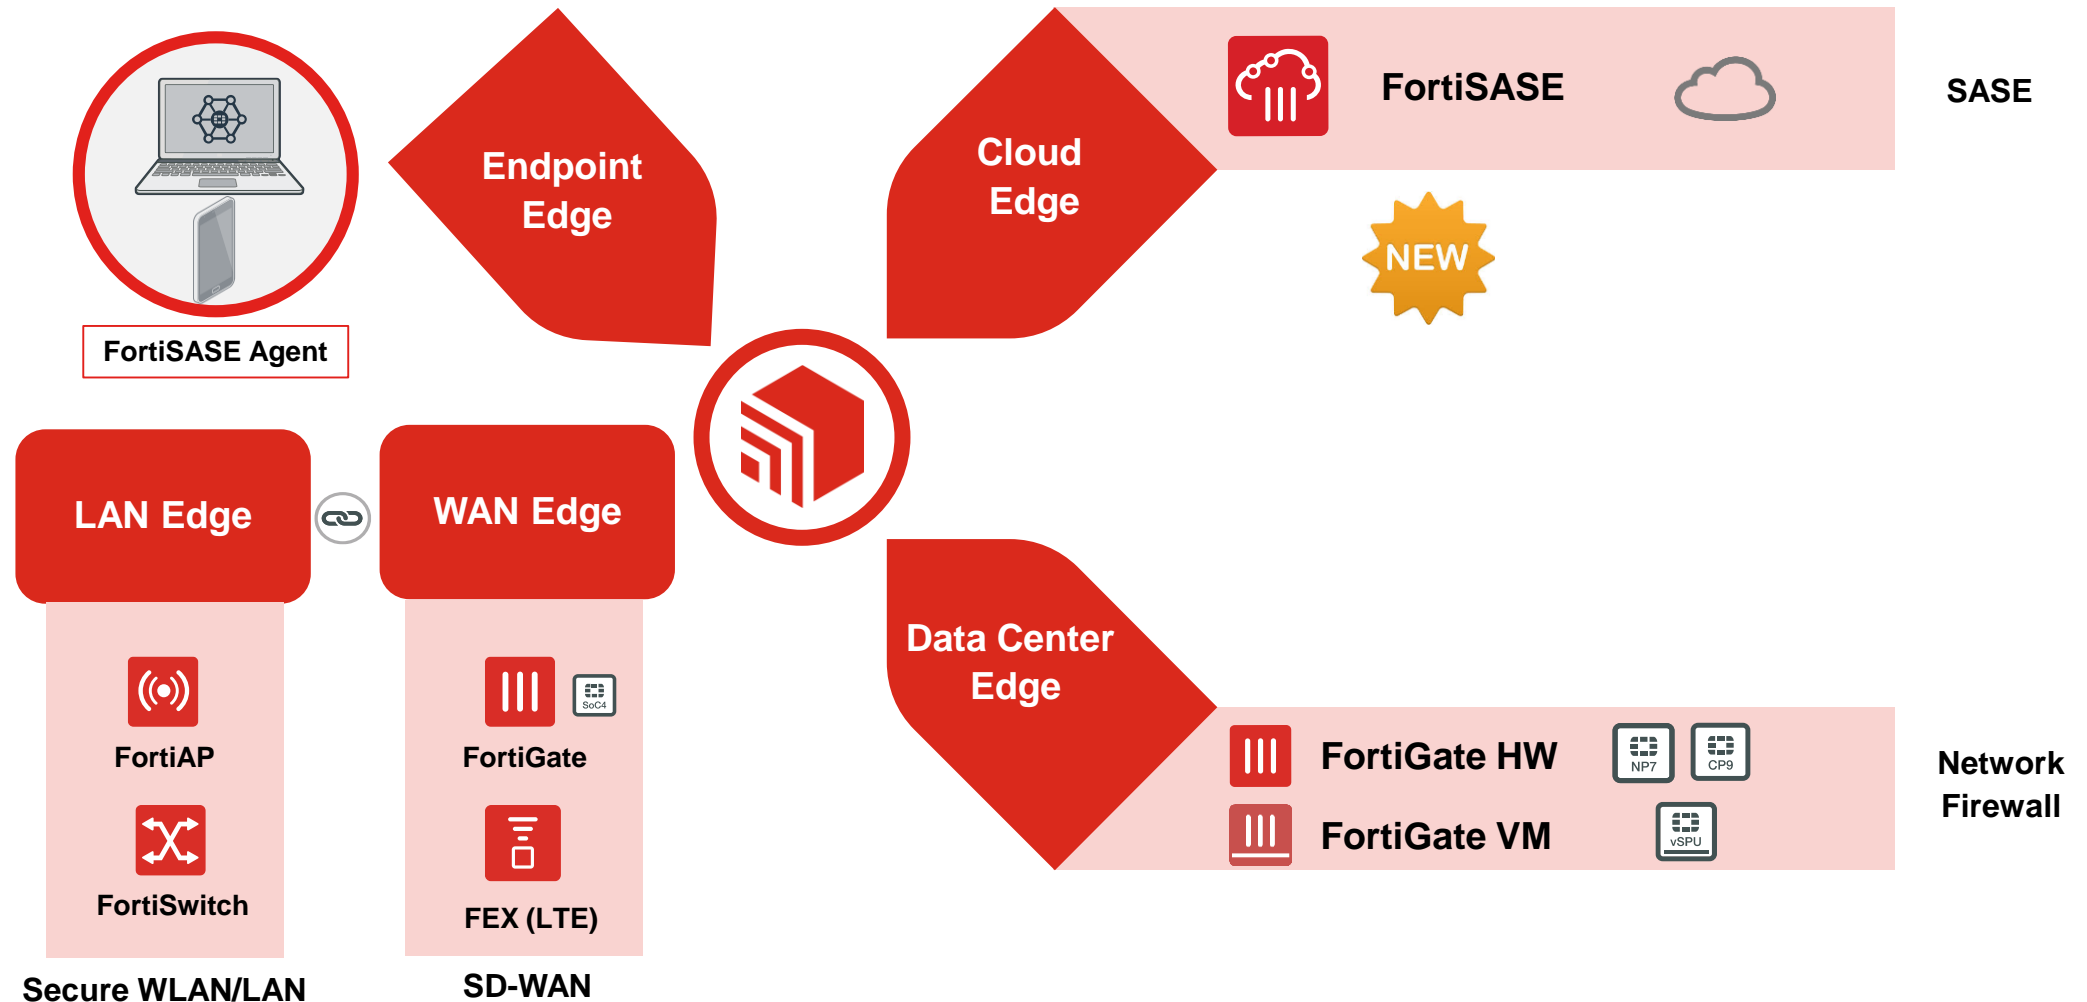 Endpoint
Edge
FortiSASE Agent
Cloud
Edge
FortiSASE
SASE
NEW
LAN Edge
WAN Edge
FortiAP
FortiSwitch
Secure WLAN/LAN
FortiGate
SoC4
FEX (LTE)
SD-WAN
Data Center
Edge
FortiGate HW
NP7
CP9
FortiGate VM
vSPU
Network
Firewall